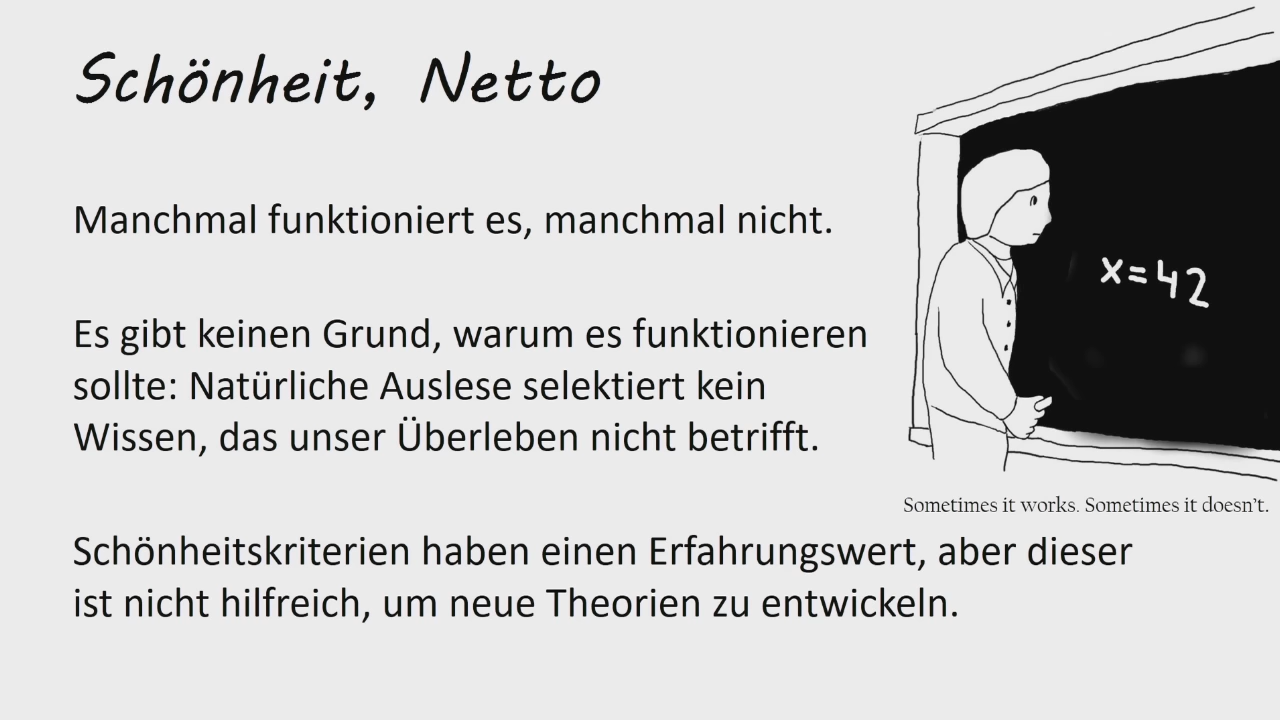 Schönheit, Netto
Manchmal funktioniert es, manchmal nicht.
Es gibt keinen Grund, warum es funktionieren
sollte: Natürliche Auslese selektiert kein
Wissen, das unser Überleben nicht betrifft.
x=42
Sometimes it works. Sometimes it doesn't.
Schönheitskriterien haben einen Erfahrungswert, aber dieser
ist nicht hilfreich, um neue Theorien zu entwickeln.